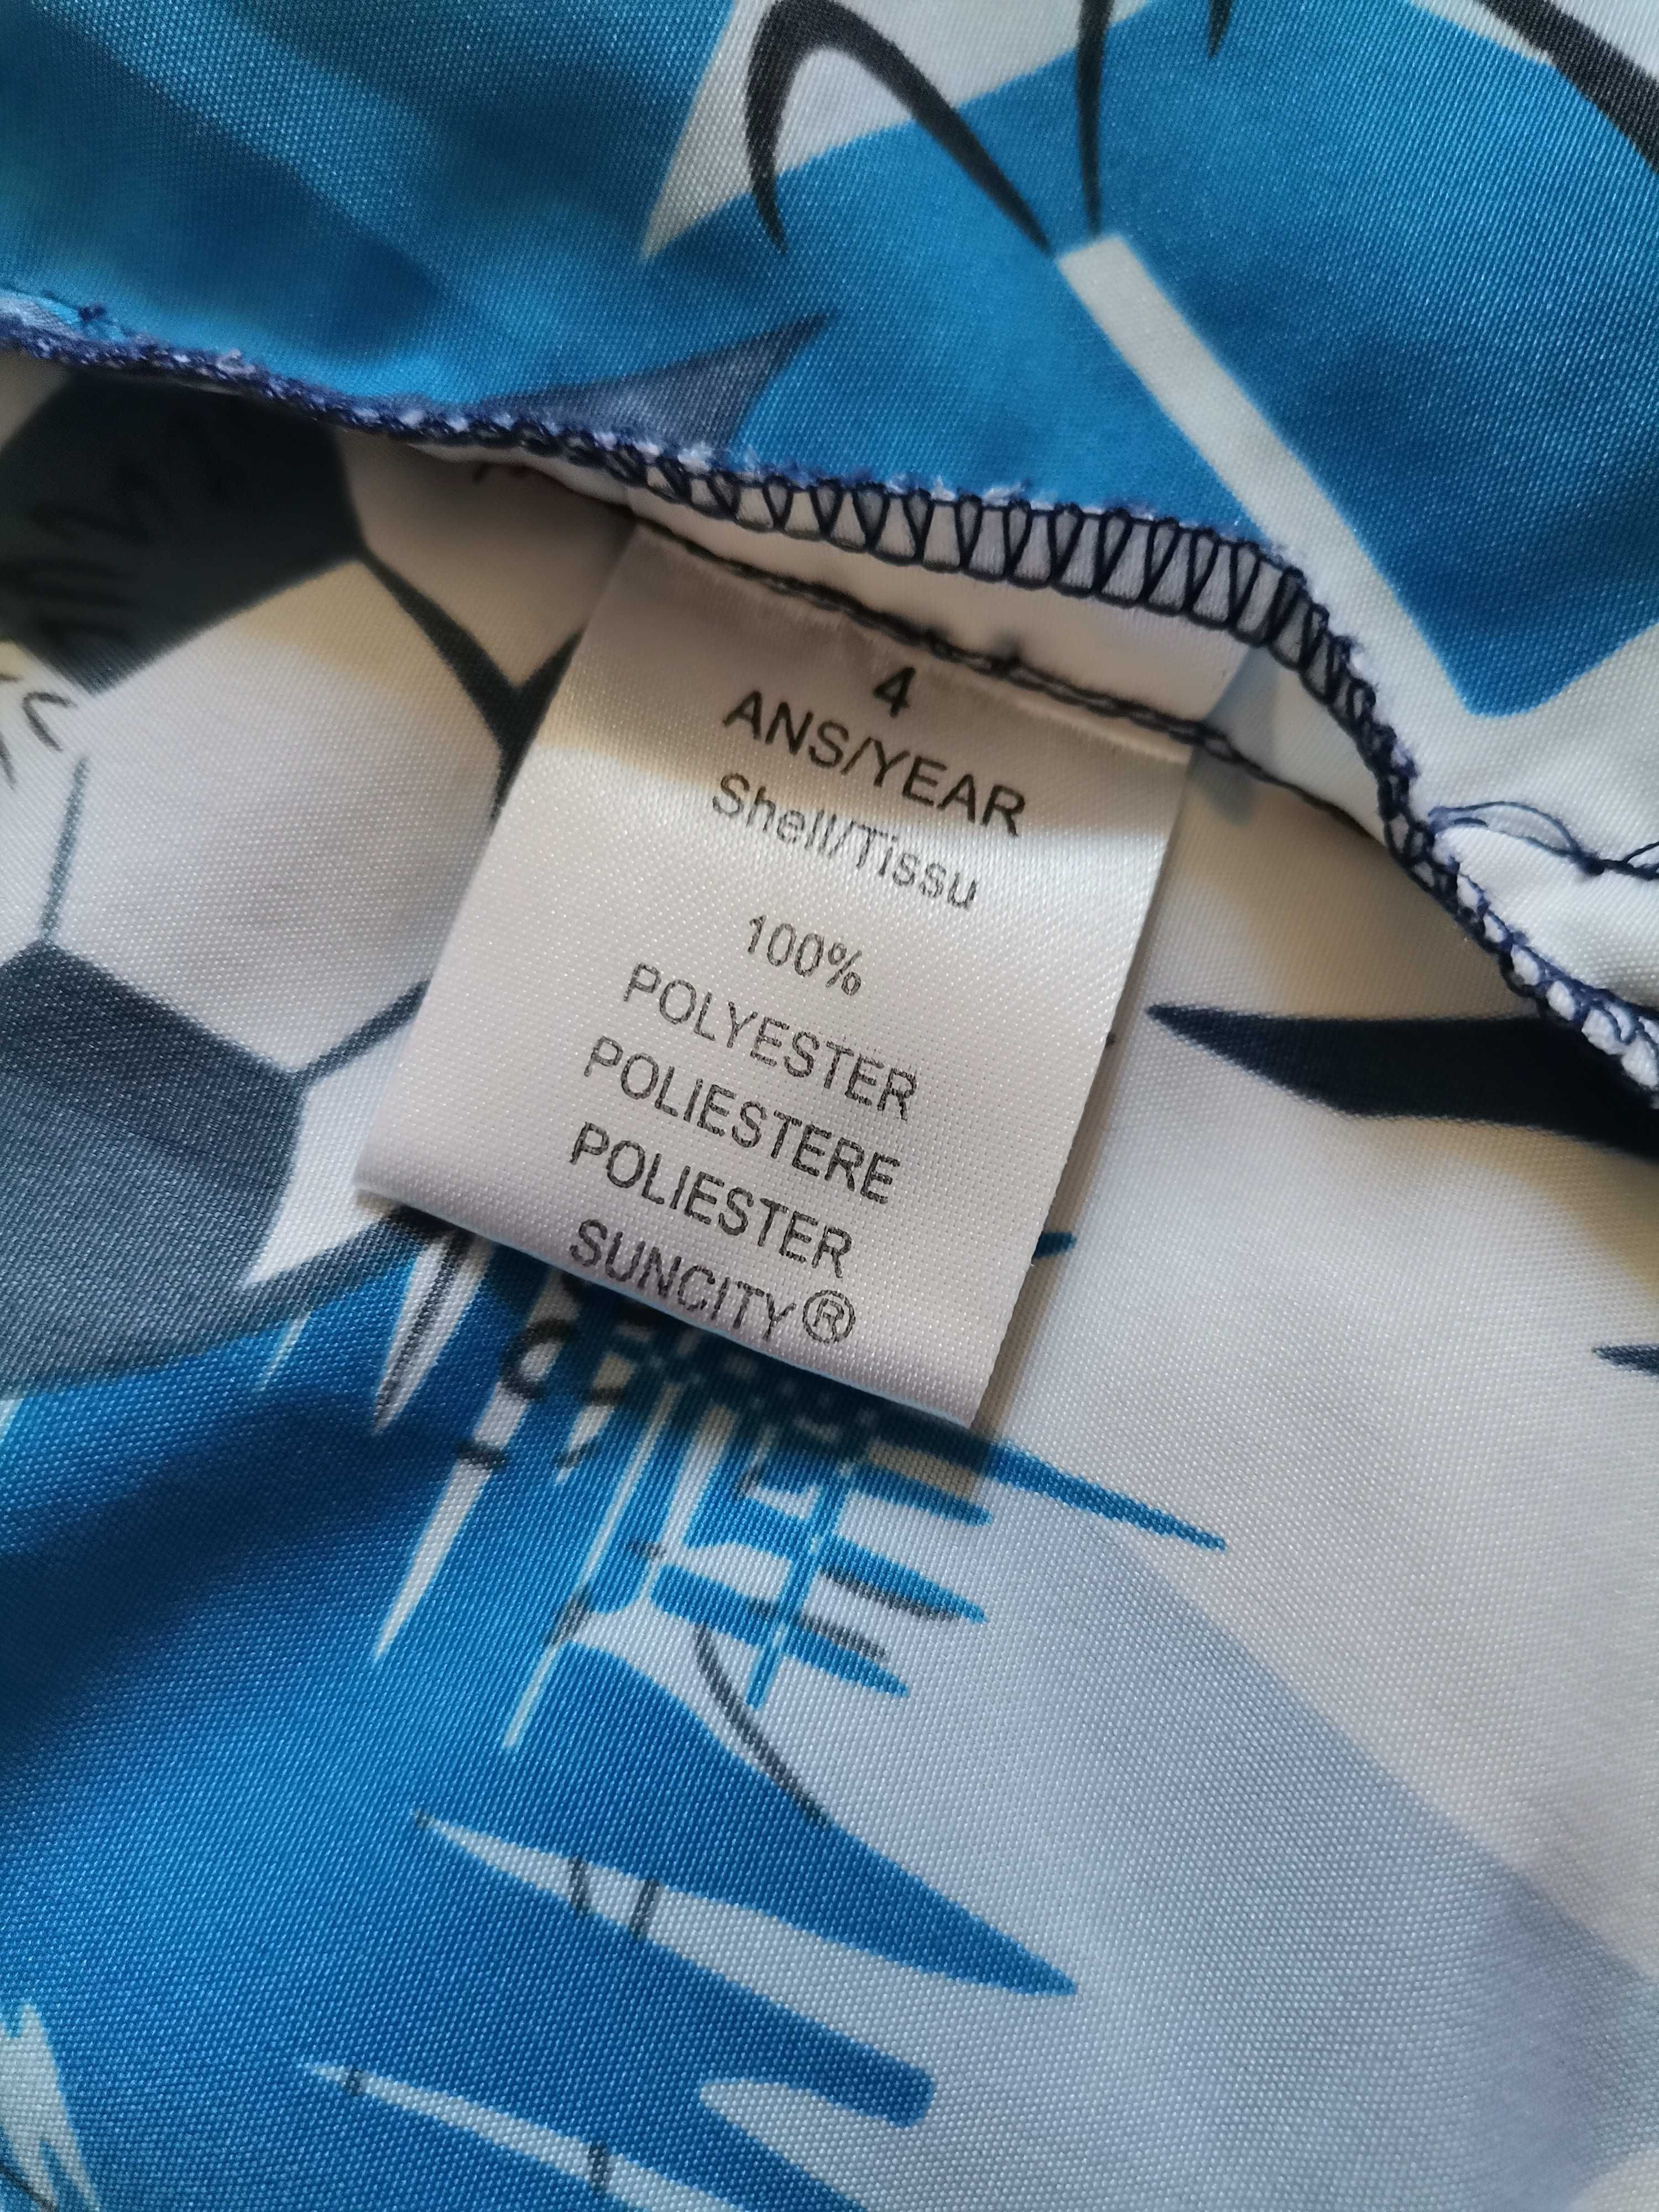 4
ANS/YEAR
Shell/Tissu
100%
POLYESTER
POLIESTERE
POLIESTER
SUNCITY®